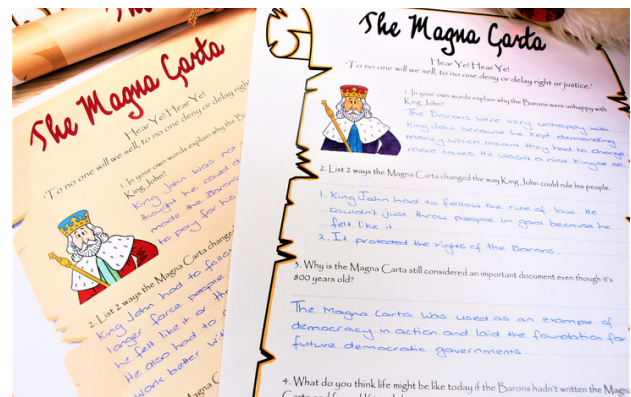 The
The Magna Carta
Hear Ye! Hear Ye!
'To no one will we sell, to no one deny or delay right
1. In your own words explain why the B
King John?
King John was not
thought he could d
made the Barons
to pay for his
2. List 2 ways the Magna Carta changed
King John had to follow
longer force people
he felt like it or the
He also had to
work better with
Magna C
The Magna Carta
Hear Ye! Hear Ye!
'To no one will we sell, to no one deny or delay right or justice.'
1. In your own words explain why the Barons were unhappy with
King John?
The Barons were very unhappy with
King John because he kept demanding
money which meant they had to charge
more taxes. He wasn't a nice King at all.
2. List 2 ways the Magna Carta changed the way King John could rule his people.
1. King John had to follow the rule of law. He
couldn't just throw people in gaol because he
felt like it.
2. It protected the rights of the Barons.
3. Why is the Magna Carta still considered an important document even though it's
800 years old?
The Magna Carta was used as an example of
democracy in action and laid the foundation for
future democratic governments.
4. What do you think life might be like today if the Barons hadn't written the Magna